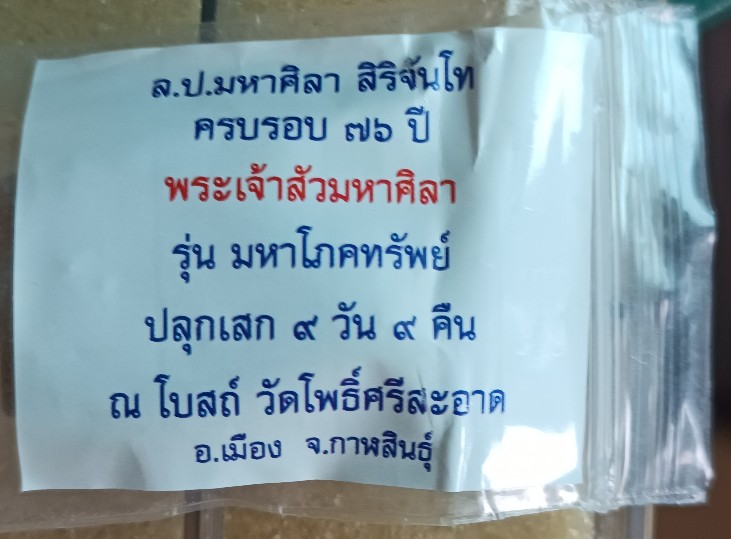 ล.ป.มหาศิลา สิริจันโท
ครบรอบ ๗๖ ปี
พระเจ้าสัวมหาศิลา
รุ่น มหาโภคทรัพย์
ปลุกเสก ๙ วัน ๙ คืน
ณ โบสถ์ วัดโพธิ์ศรีสะอาด
อ.เมือง จ.กาฬสินธุ์